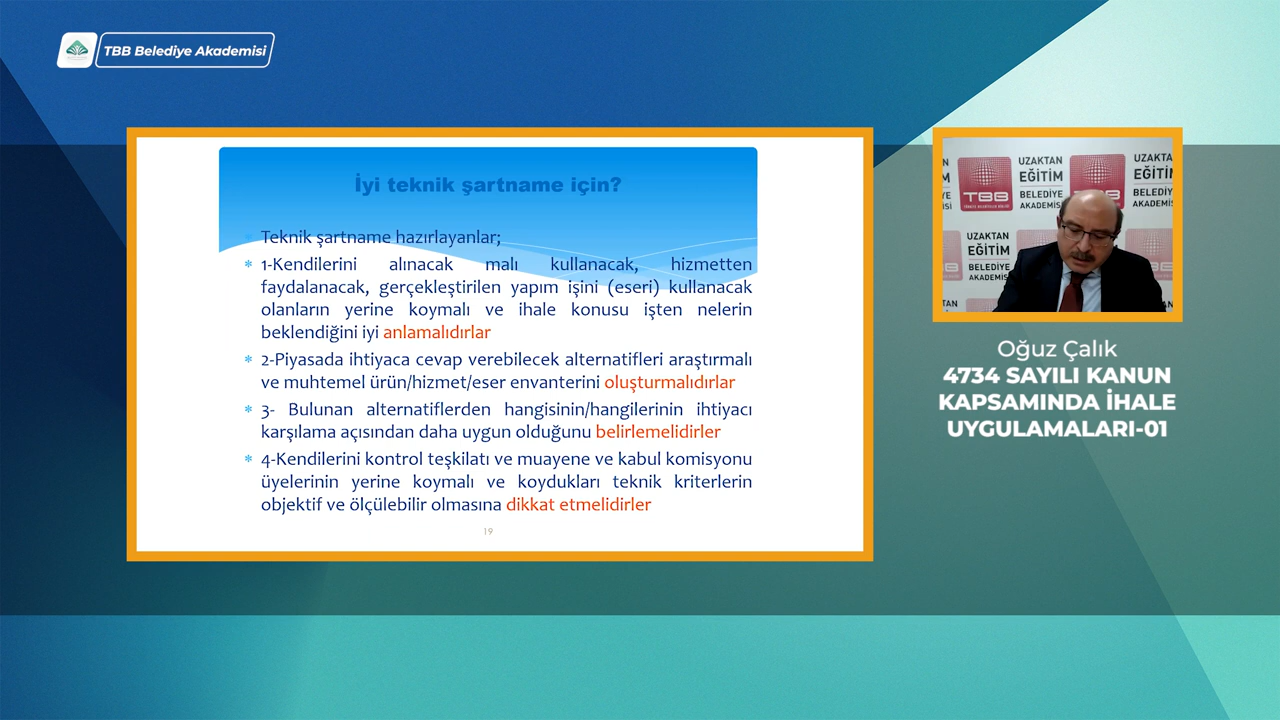 TBB Belediye Akademisi
İyi teknik şartname için?
Teknik şartname hazırlayanlar;
1-Kendilerini alınacak malı kullanacak, hizmetten
faydalanacak, gerçekleştirilen yapım işini (eseri) kullanacak
olanların yerine koymalı ve ihale konusu işten nelerin
beklendiğini iyi anlamalıdırlar
2-Piyasada ihtiyaca cevap verebilecek alternatifleri araştırmalı
ve muhtemel ürün/hizmet/eser envanterini oluşturmalıdırlar
3- Bulunan alternatiflerden hangisinin/hangilerinin ihtiyacı
karşılama açısından daha uygun olduğunu belirlemelidirler
4-Kendilerini kontrol teşkilatı ve muayene ve kabul komisyonu
üyelerinin yerine koymalı ve koydukları teknik kriterlerin
objektif ve ölçülebilir olmasına dikkat etmelidirler
19
UZAKTAN
EĞİTİM
BELEDİYE
AKADEMİSİ
TBB
UZAKTAN
EĞİTİM
BELEDİYE
AKADEMİSİ
Oğuz Çalık
4734 SAYILI KANUN
KAPSAMINDA İHALE
UYGULAMALARI-01